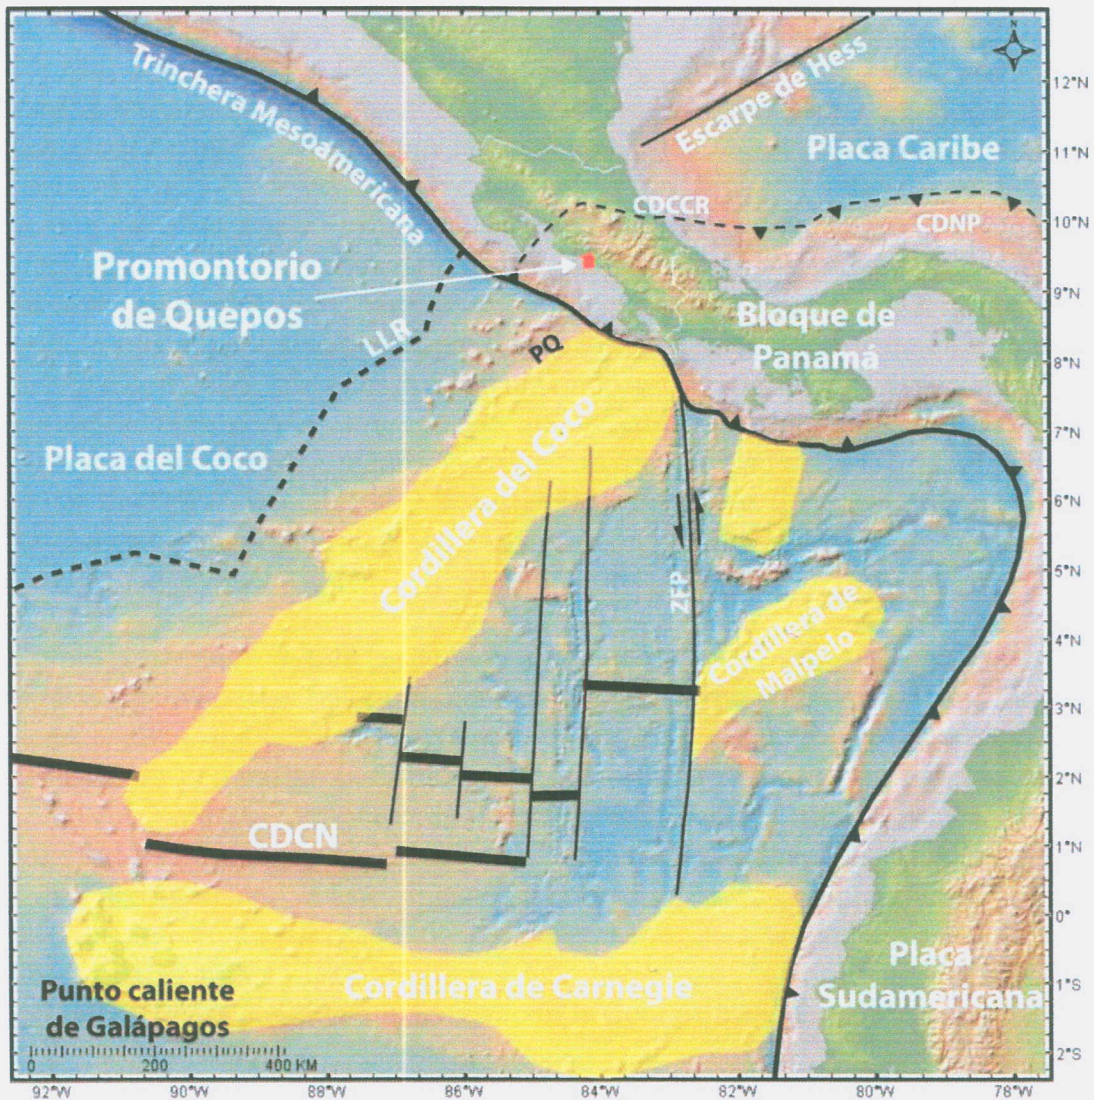 N
Trinchera Mesoamericana
Escarpe de Hess
Placa Caribe
CDCCR
CDNP
Promontorio
de Quepos
LLR
PQ
Bloque de
Panamá
Placa del Coco
Cordillera del Coco
ZFP
Cordillera de
Malpelo
CDCN
Cordillera de Carnegie
Punto caliente
de Galápagos
Placa
Sudamericana
0 200 400 KM
12°N
11°N
10°N
9°N
8°N
7°N
6°N
5°N
4°N
3°N
2°N
1°N
0°
1°S
2°S
92°W 90°W 88°W 86°W 84°W 82°W 80°W 78°W